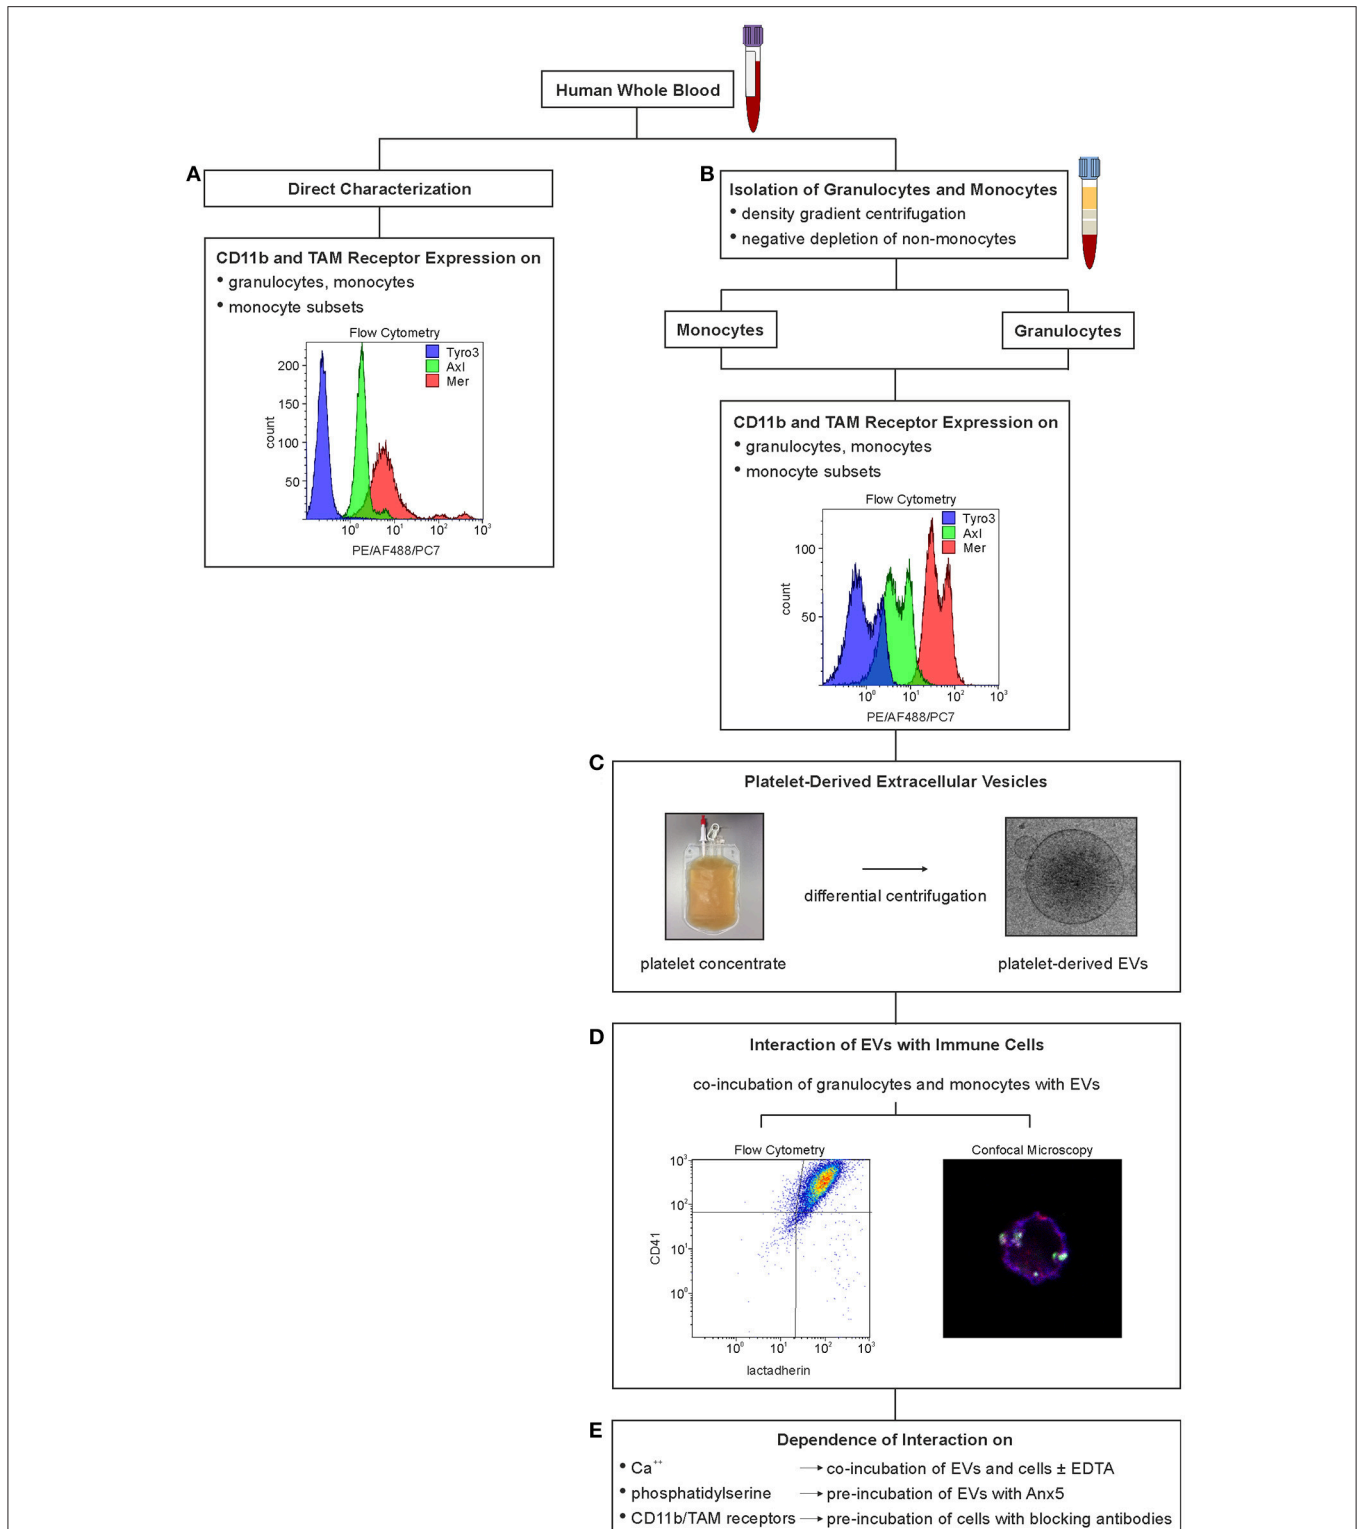 Human Whole Blood
A
Direct Characterization
CD11b and TAM Receptor Expression on
• granulocytes, monocytes
• monocyte subsets
Flow Cytometry
Tyro3
Axl
Mer
200
150
100
50
count
10⁰ 10¹ 10² 10³
PE/AF488/PC7
B
Isolation of Granulocytes and Monocytes
• density gradient centrifugation
• negative depletion of non-monocytes
Monocytes
Granulocytes
CD11b and TAM Receptor Expression on
• granulocytes, monocytes
• monocyte subsets
Flow Cytometry
Tyro3
Axl
Mer
100
50
count
10⁰ 10¹ 10² 10³
PE/AF488/PC7
C
Platelet-Derived Extracellular Vesicles
differential centrifugation
platelet concentrate
platelet-derived EVs
D
Interaction of EVs with Immune Cells
co-incubation of granulocytes and monocytes with EVs
Flow Cytometry
10³
10²
10¹
10⁰
CD41
10⁰ 10¹ 10² 10³
lactadherin
Confocal Microscopy
E
Dependence of Interaction on
• Ca⁺⁺ → co-incubation of EVs and cells ± EDTA
• phosphatidylserine → pre-incubation of EVs with Anx5
• CD11b/TAM receptors → pre-incubation of cells with blocking antibodies